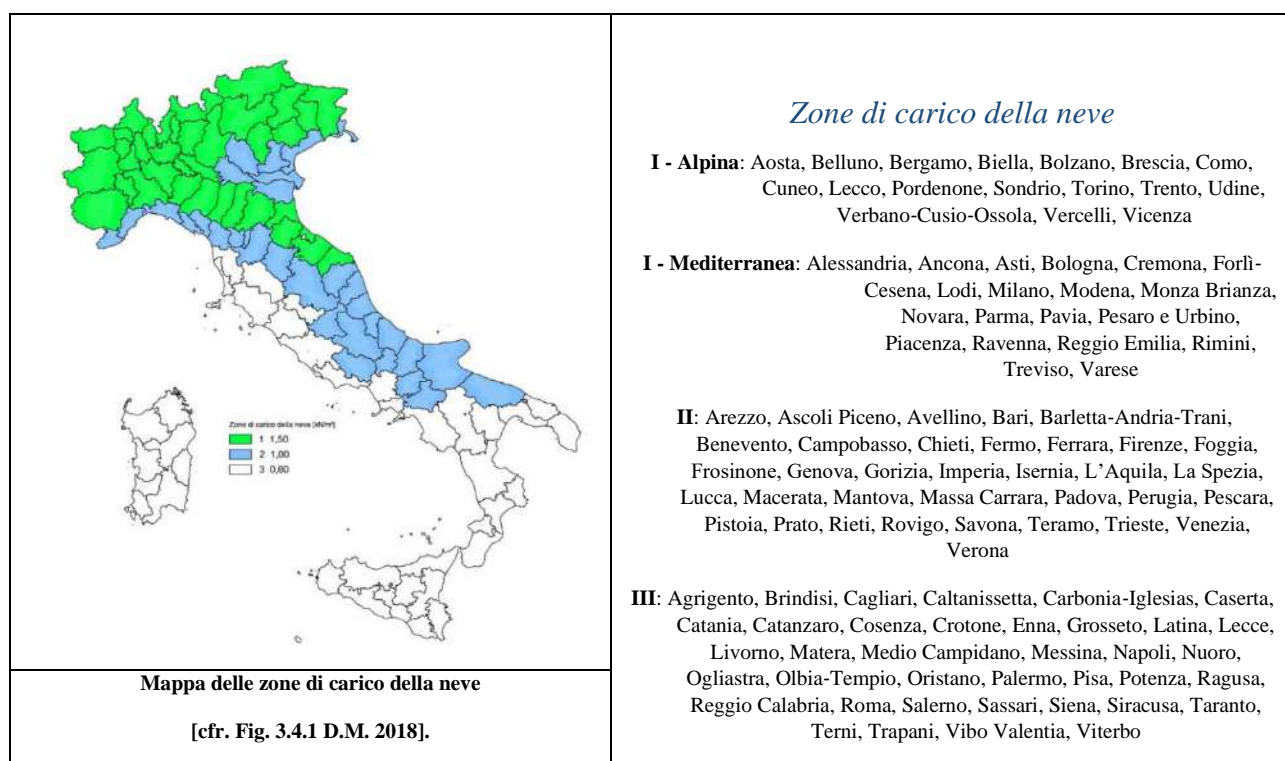 Zone di carico della neve [kN/m²]
1 1,50
2 1,00
3 0,60
Mappa delle zone di carico della neve
[cfr. Fig. 3.4.1 D.M. 2018].
Zone di carico della neve
I - Alpina: Aosta, Belluno, Bergamo, Biella, Bolzano, Brescia, Como,
Cuneo, Lecco, Pordenone, Sondrio, Torino, Trento, Udine,
Verbano-Cusio-Ossola, Vercelli, Vicenza
I - Mediterranea: Alessandria, Ancona, Asti, Bologna, Cremona, Forlì-
Cesena, Lodi, Milano, Modena, Monza Brianza,
Novara, Parma, Pavia, Pesaro e Urbino,
Piacenza, Ravenna, Reggio Emilia, Rimini,
Treviso, Varese
II: Arezzo, Ascoli Piceno, Avellino, Bari, Barletta-Andria-Trani,
Benevento, Campobasso, Chieti, Fermo, Ferrara, Firenze, Foggia,
Frosinone, Genova, Gorizia, Imperia, Isernia, L’Aquila, La Spezia,
Lucca, Macerata, Mantova, Massa Carrara, Padova, Perugia, Pescara,
Pistoia, Prato, Rieti, Rovigo, Savona, Teramo, Trieste, Venezia,
Verona
III: Agrigento, Brindisi, Cagliari, Caltanissetta, Carbonia-Iglesias, Caserta,
Catania, Catanzaro, Cosenza, Crotone, Enna, Grosseto, Latina, Lecce,
Livorno, Matera, Medio Campidano, Messina, Napoli, Nuoro,
Ogliastra, Olbia-Tempio, Oristano, Palermo, Pisa, Potenza, Ragusa,
Reggio Calabria, Roma, Salerno, Sassari, Siena, Siracusa, Taranto,
Terni, Trapani, Vibo Valentia, Viterbo